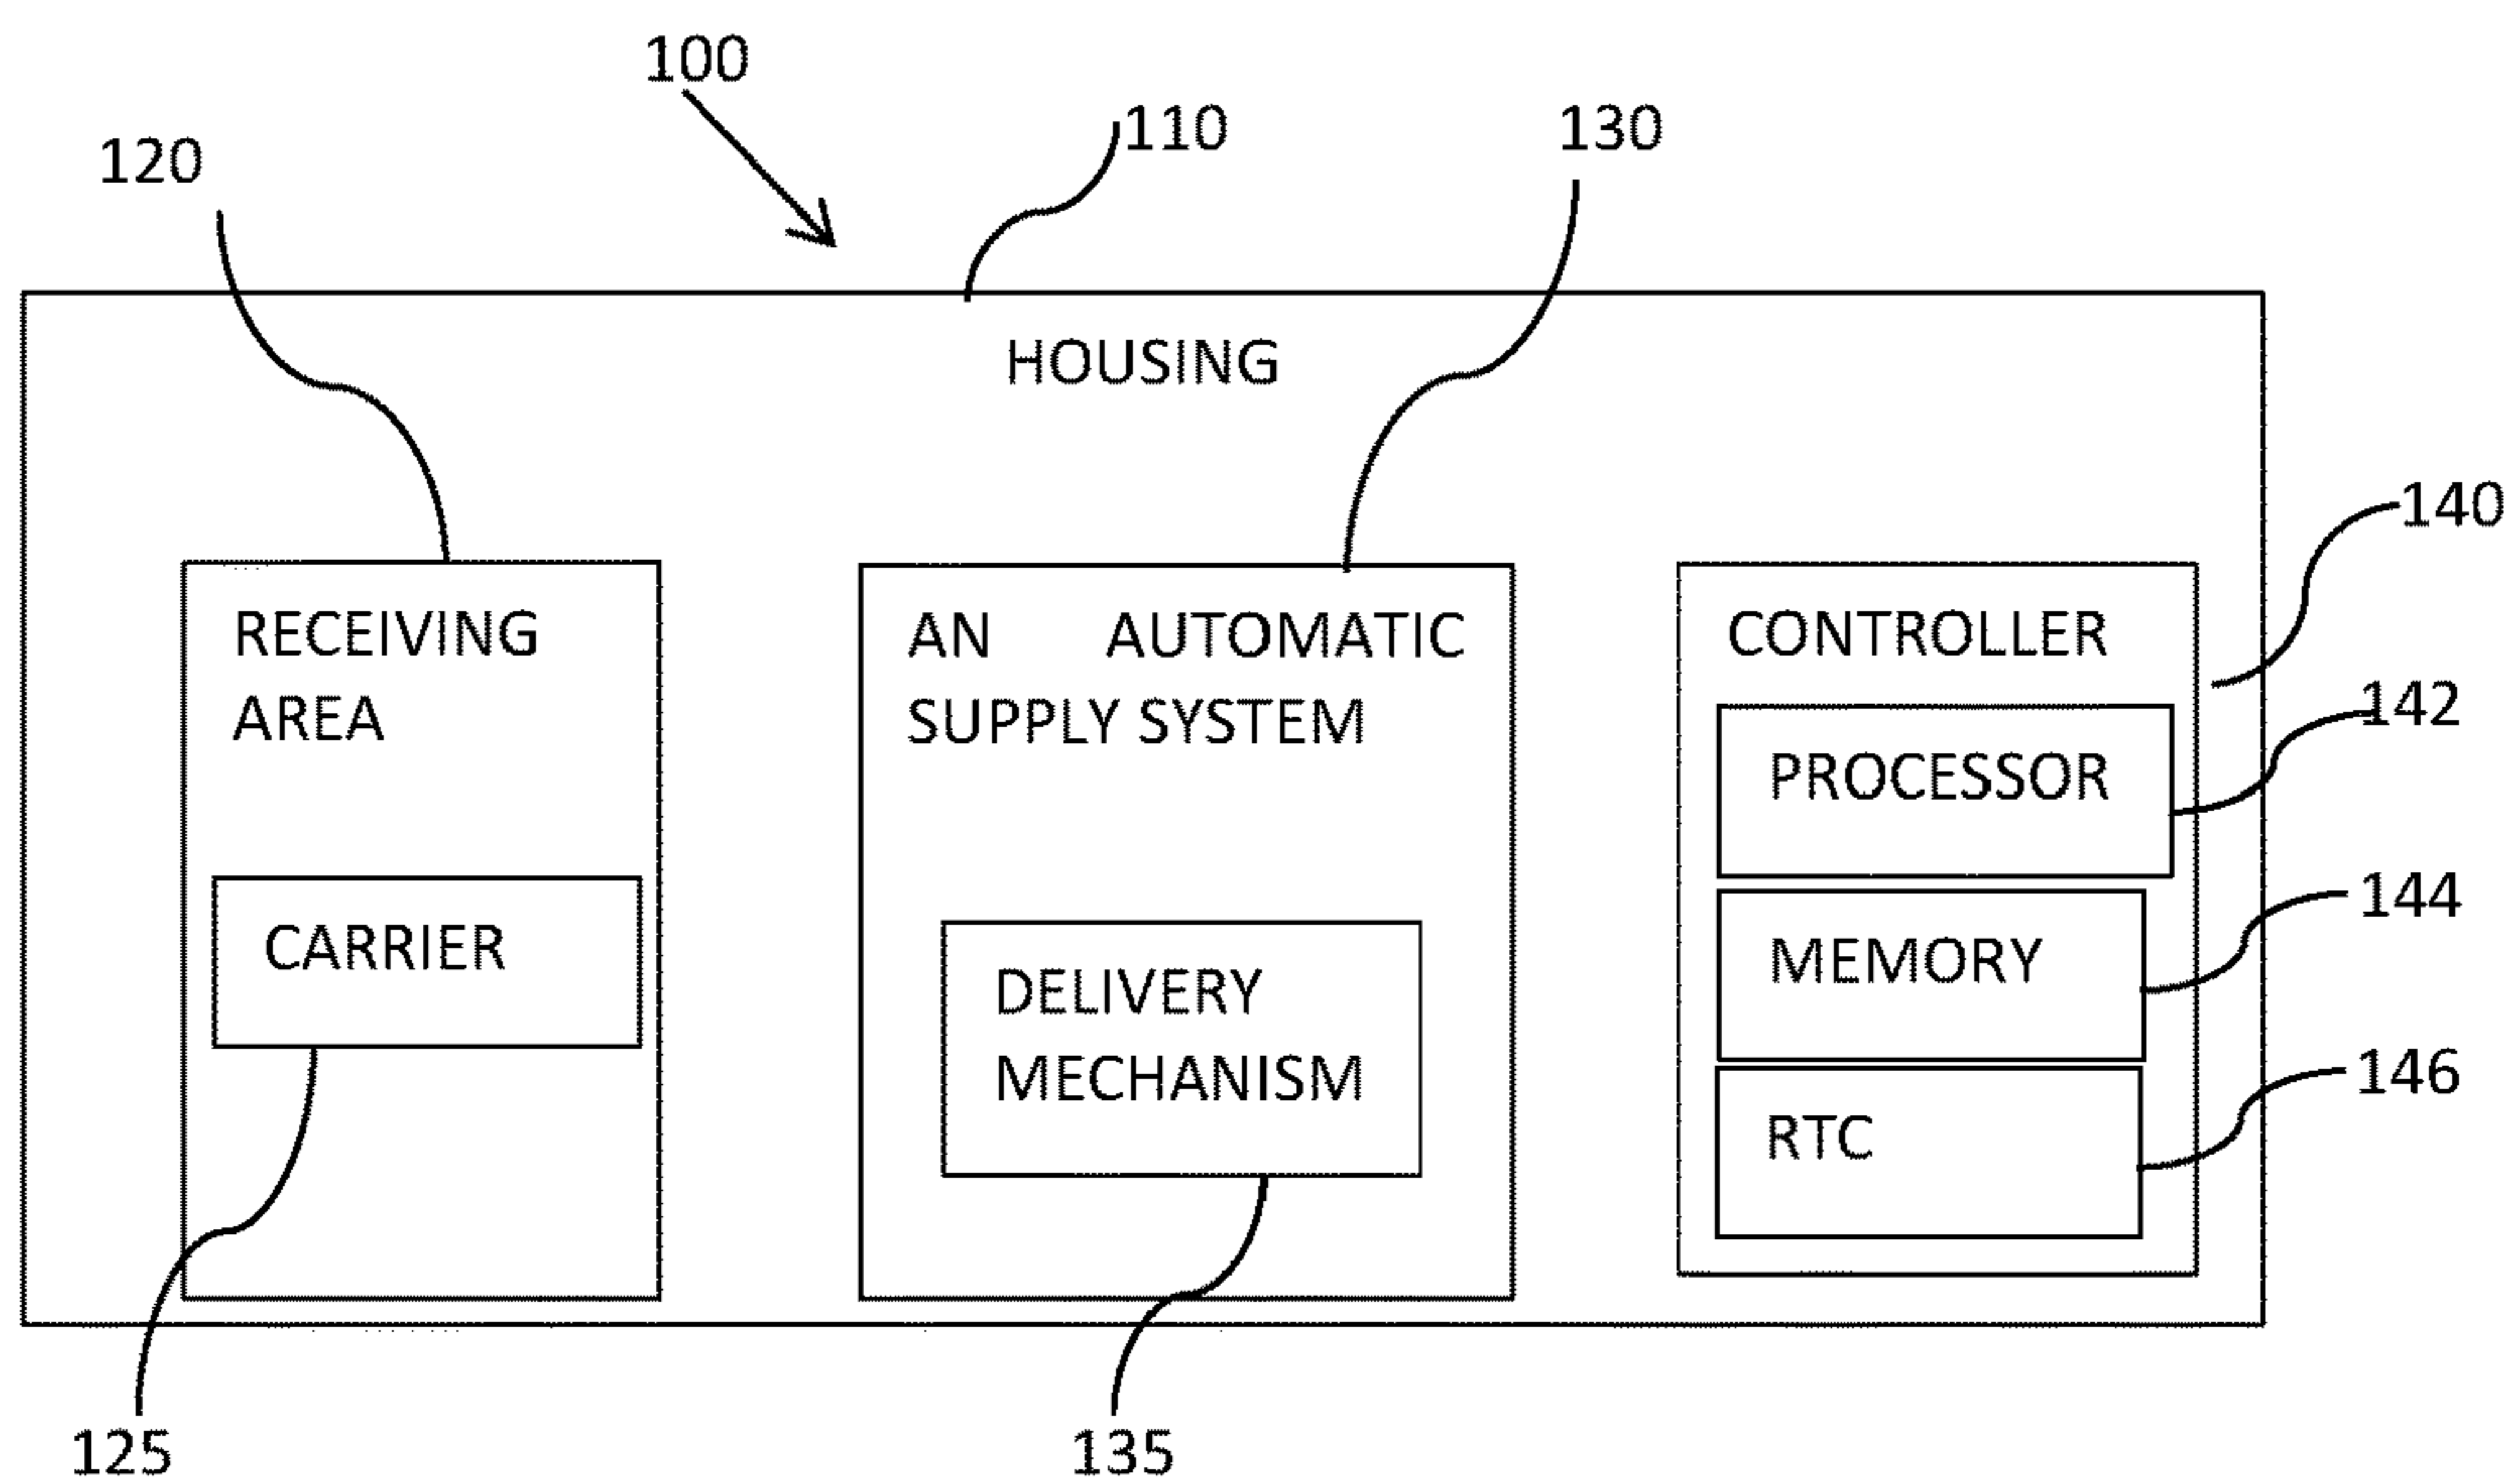 100
110
130
120
HOUSING
140
RECEIVING
AREA
AN AUTOMATIC
SUPPLY SYSTEM
CONTROLLER
142
PROCESSOR
144
CARRIER
MEMORY
DELIVERY
MECHANISM
146
RTC
125
135